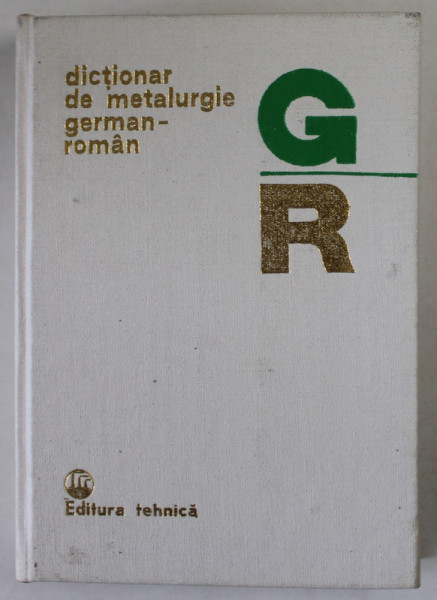 dicționar
de metalurgie
german-
român
G
R
Editura tehnică